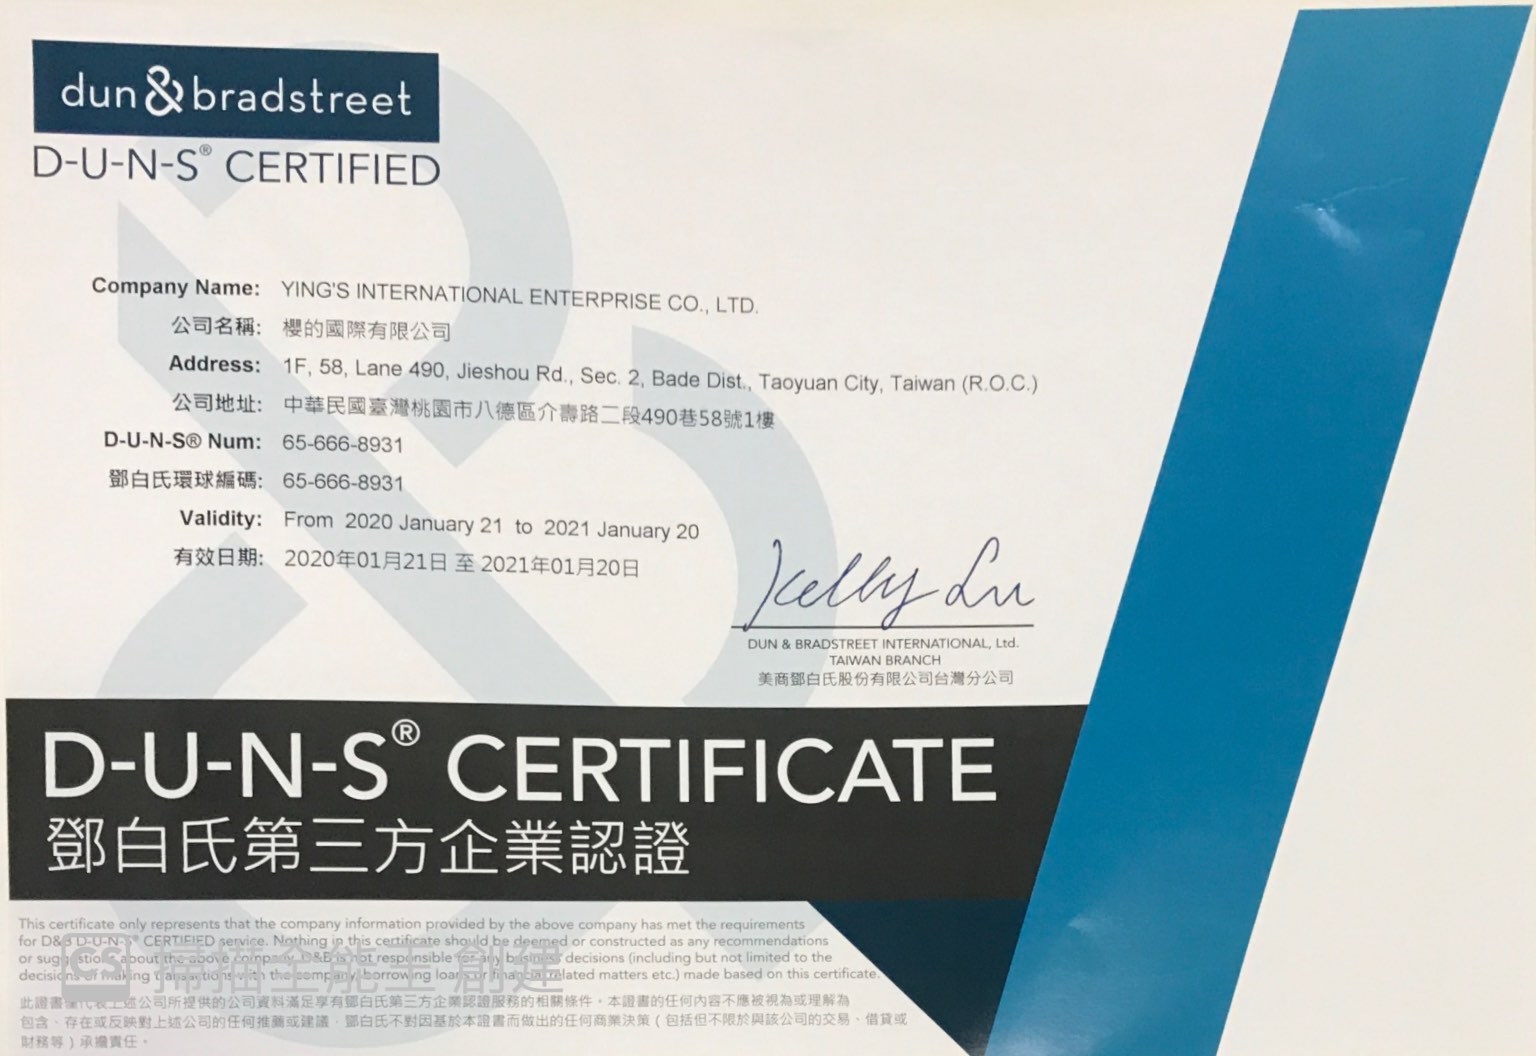 dun & bradstreet
D-U-N-S® CERTIFIED
Company Name: YING'S INTERNATIONAL ENTERPRISE CO., LTD.
公司名稱: 櫻的國際有限公司
Address: 1F, 58, Lane 490, Jieshou Rd., Sec. 2, Bade Dist., Taoyuan City, Taiwan (R.O.C.)
公司地址: 中華民國臺灣桃園市八德區介壽路二段490巷58號1樓
D-U-N-S® Num: 65-666-8931
鄧白氏環球編碼: 65-666-8931
Validity: From 2020 January 21 to 2021 January 20
有效日期: 2020年01月21日 至 2021年01月20日
Kelly Lu
DUN & BRADSTREET INTERNATIONAL, Ltd.
TAIWAN BRANCH
美商鄧白氏股份有限公司台灣分公司
D-U-N-S® CERTIFICATE
鄧白氏第三方企業認證
This certificate only represents that the company information provided by the above company has met the requirements
for D&B D-U-N-S® CERTIFIED service. Nothing in this certificate should be deemed or constructed as any recommendations
or suggestions about the above company. D&B is not responsible for any business decisions (including but not limited to the
decisions on making transactions with the company, borrowing loans or financial related matters etc.) made based on this certificate.
CS 掃描全能王 創建
此證書僅代表上述公司所提供的公司資料滿足享有鄧白氏第三方企業認證服務的相關條件。本證書的任何內容不應被視為或理解為
包含、存在或反映對上述公司的任何推薦或建議。鄧白氏不對因基於本證書而做出的任何商業決策（包括但不限於與該公司的交易、借貸或
財務等）承擔責任。